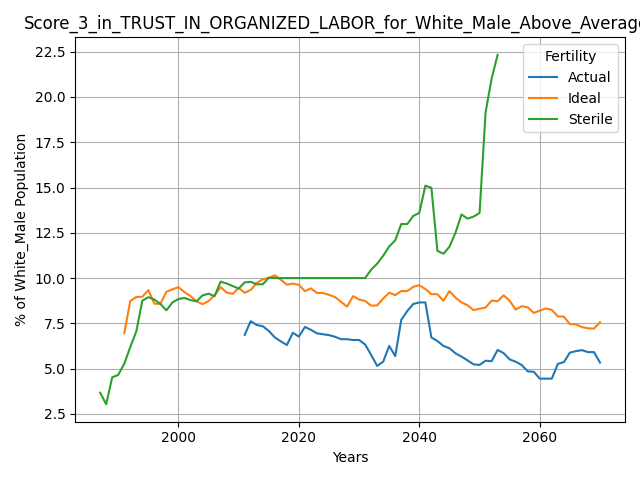 Score_3_in_TRUST_IN_ORGANIZED_LABOR_for_White_Male_Above_Average
Fertility
Actual
Ideal
Sterile
% of White_Male Population
22.5
20.0
17.5
15.0
12.5
10.0
7.5
5.0
2.5
2000 2020 2040 2060
Years